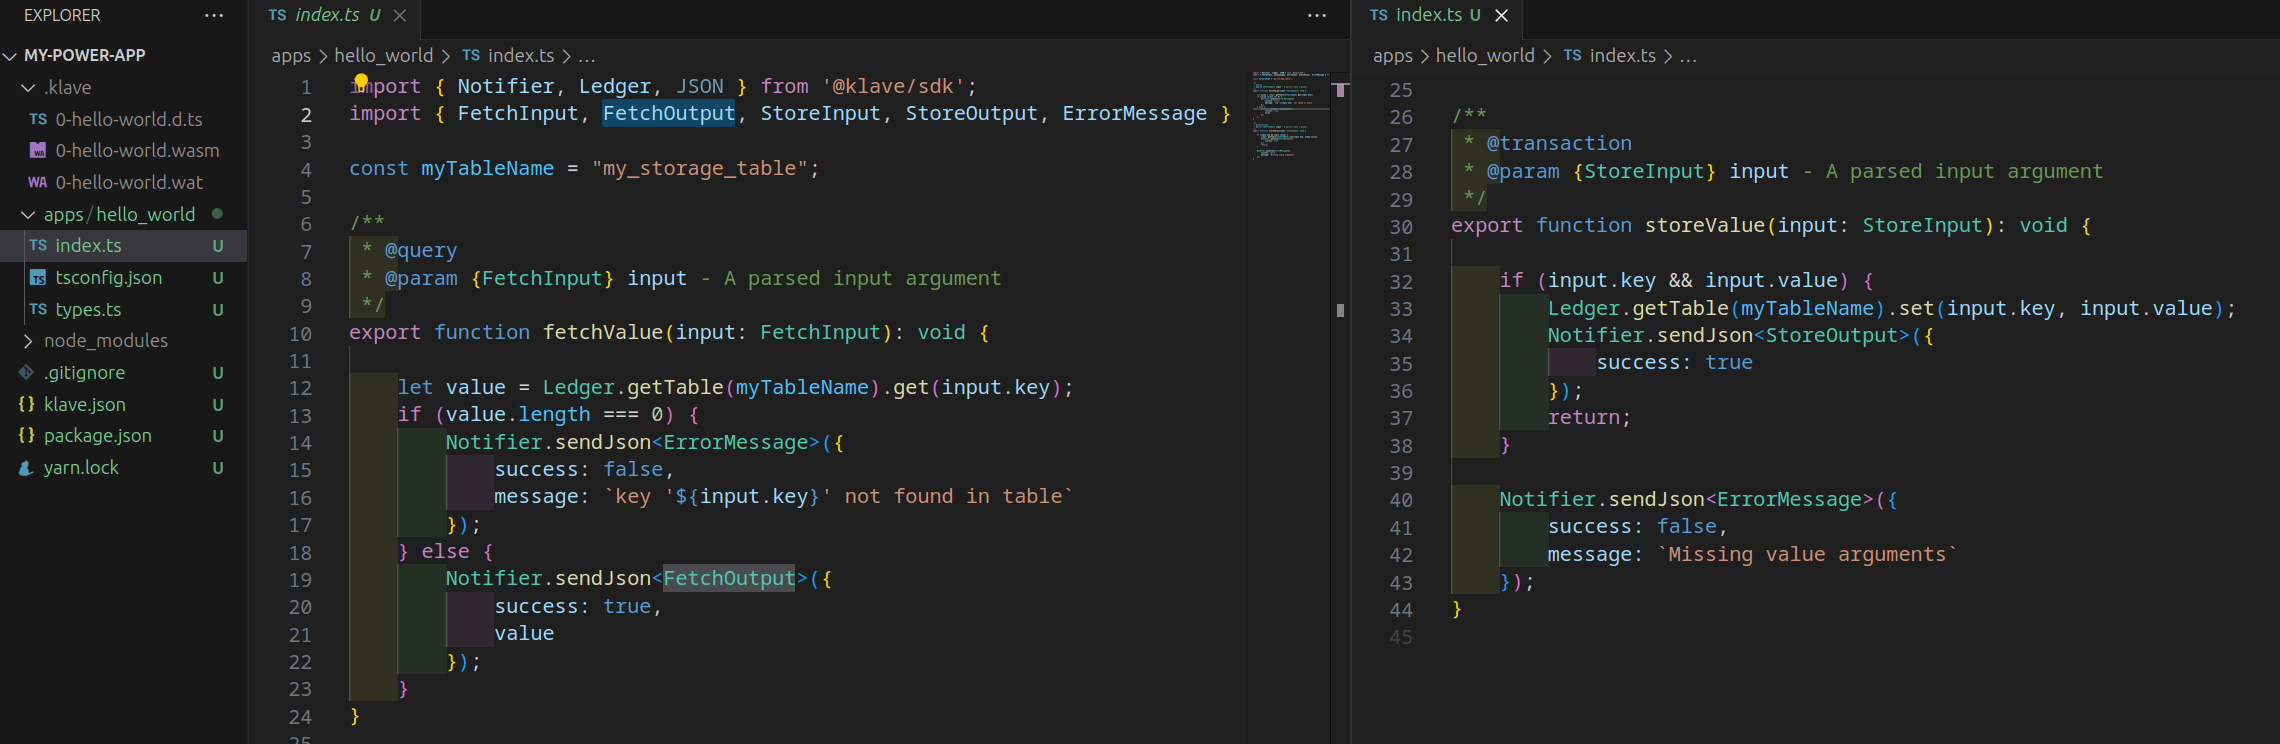 EXPLORER ···
MY-POWER-APP
.klave
TS 0-hello-world.d.ts
WA 0-hello-world.wasm
WA 0-hello-world.wat
apps/hello_world
TS index.ts U
TS tsconfig.json U
TS types.ts U
node_modules
.gitignore U
{} klave.json U
{} package.json U
yarn.lock U
TS index.ts U ···
apps > hello_world > TS index.ts > ...
1 import { Notifier, Ledger, JSON } from '@klave/sdk';
2 import { FetchInput, FetchOutput, StoreInput, StoreOutput, ErrorMessage }
3
4 const myTableName = "my_storage_table";
5
6 /**
7  * @query
8  * @param {FetchInput} input - A parsed input argument
9  */
10 export function fetchValue(input: FetchInput): void {
11
12     let value = Ledger.getTable(myTableName).get(input.key);
13     if (value.length === 0) {
14         Notifier.sendJson<ErrorMessage>({
15             success: false,
16             message: `key '${input.key}' not found in table`
17         });
18     } else {
19         Notifier.sendJson<FetchOutput>({
20             success: true,
21             value
22         });
23     }
24 }
25
TS index.ts U
apps > hello_world > TS index.ts > ...
25
26 /**
27  * @transaction
28  * @param {StoreInput} input - A parsed input argument
29  */
30 export function storeValue(input: StoreInput): void {
31
32     if (input.key && input.value) {
33         Ledger.getTable(myTableName).set(input.key, input.value);
34         Notifier.sendJson<StoreOutput>({
35             success: true
36         });
37         return;
38     }
39
40     Notifier.sendJson<ErrorMessage>({
41         success: false,
42         message: `Missing value arguments`
43     });
44 }
45